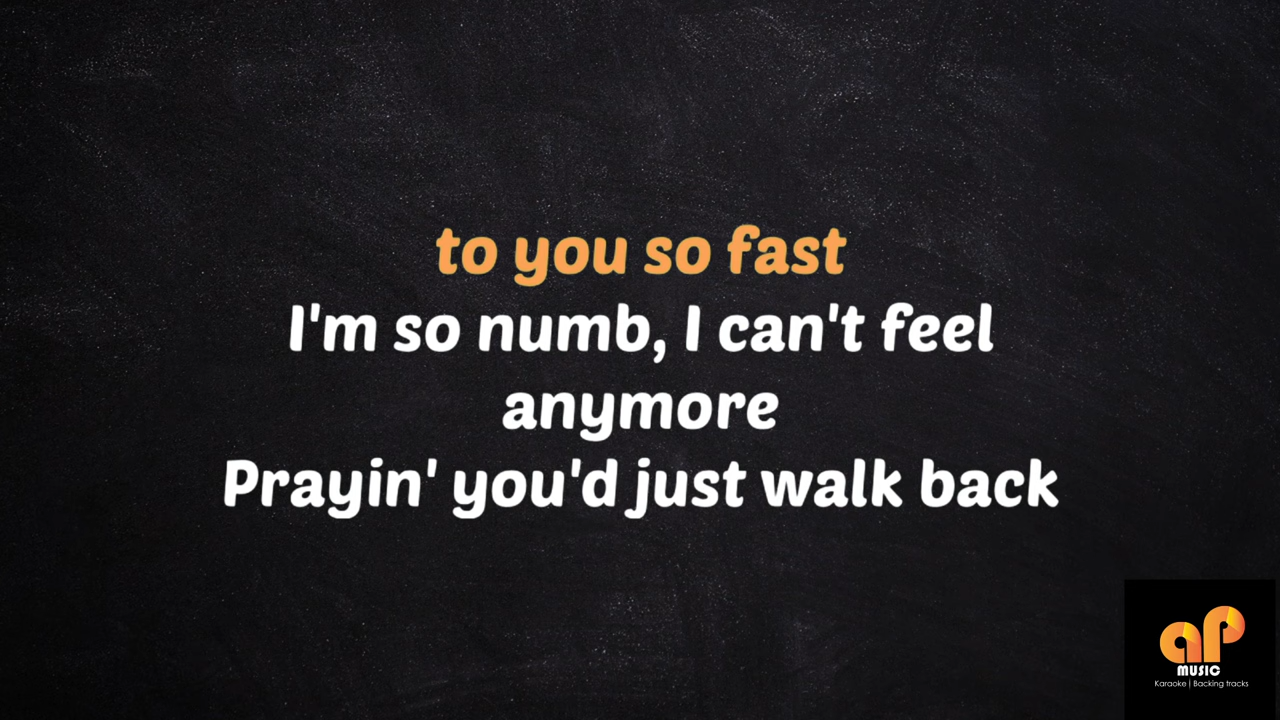 to you so fast
I'm so numb, I can't feel
anymore
Prayin' you'd just walk back
aP
MUSIC
Karaoke | Backing tracks